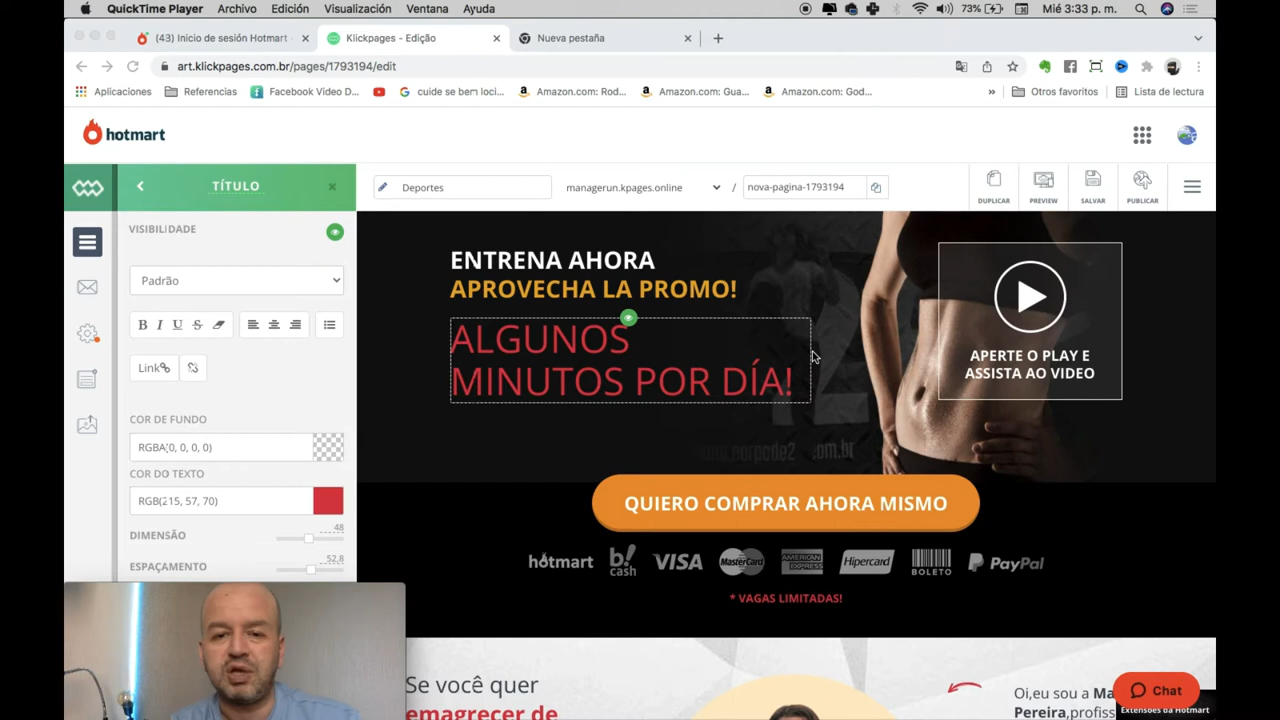 QuickTime Player Archivo Edición Visualización Ventana Ayuda 73% Mié 3:33 p. m.
(43) Inicio de sesión Hotmart Klickpages - Edição Nueva pestaña
art.klickpages.com.br/pages/1793194/edit
Aplicaciones Referencias Facebook Video D... cuide se bem loci... Amazon.com: Rod... Amazon.com: Gua... Amazon.com: God... » Otros favoritos Lista de lectura
hotmart
TÍTULO
Deportes managerun.kpages.online / nova-pagina-1793194
DUPLICAR PREVIEW SALVAR PUBLICAR
VISIBILIDADE
Padrão
B I U S
Link
COR DE FUNDO
RGBA(0, 0, 0, 0)
COR DO TEXTO
RGB(215, 57, 70)
DIMENSÃO 48
ESPAÇAMENTO 52,8
ENTRENA AHORA
APROVECHA LA PROMO!
ALGUNOS
MINUTOS POR DÍA!
APERTE O PLAY E
ASSISTA AO VIDEO
QUIERO COMPRAR AHORA MISMO
hotmart b! cash VISA MasterCard AMERICAN EXPRESS Hipercard BOLETO PayPal
* VAGAS LIMITADAS!
Se você quer
emagrecer de
Oi,eu sou a Ma
Pereira,profiss
Chat
Extensões da Hotmart